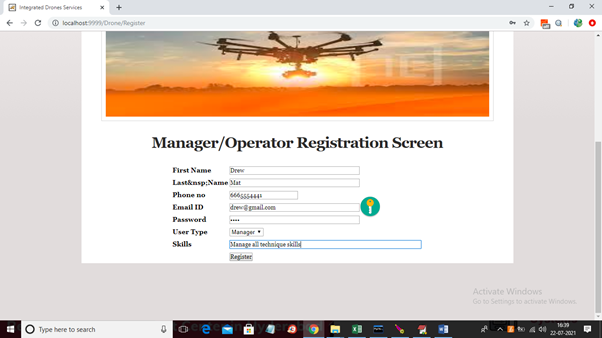 Integrated Drones Services
localhost:9999/Drone/Register
Manager/Operator Registration Screen
First Name Drew
Last&nsp;Name Mat
Phone no 6665554441
Email ID drew@gmail.com
Password ••••
User Type Manager
Skills Manage all technique skills
Register
Activate Windows
Go to Settings to activate Windows.
Type here to search
16:39
22-07-2021